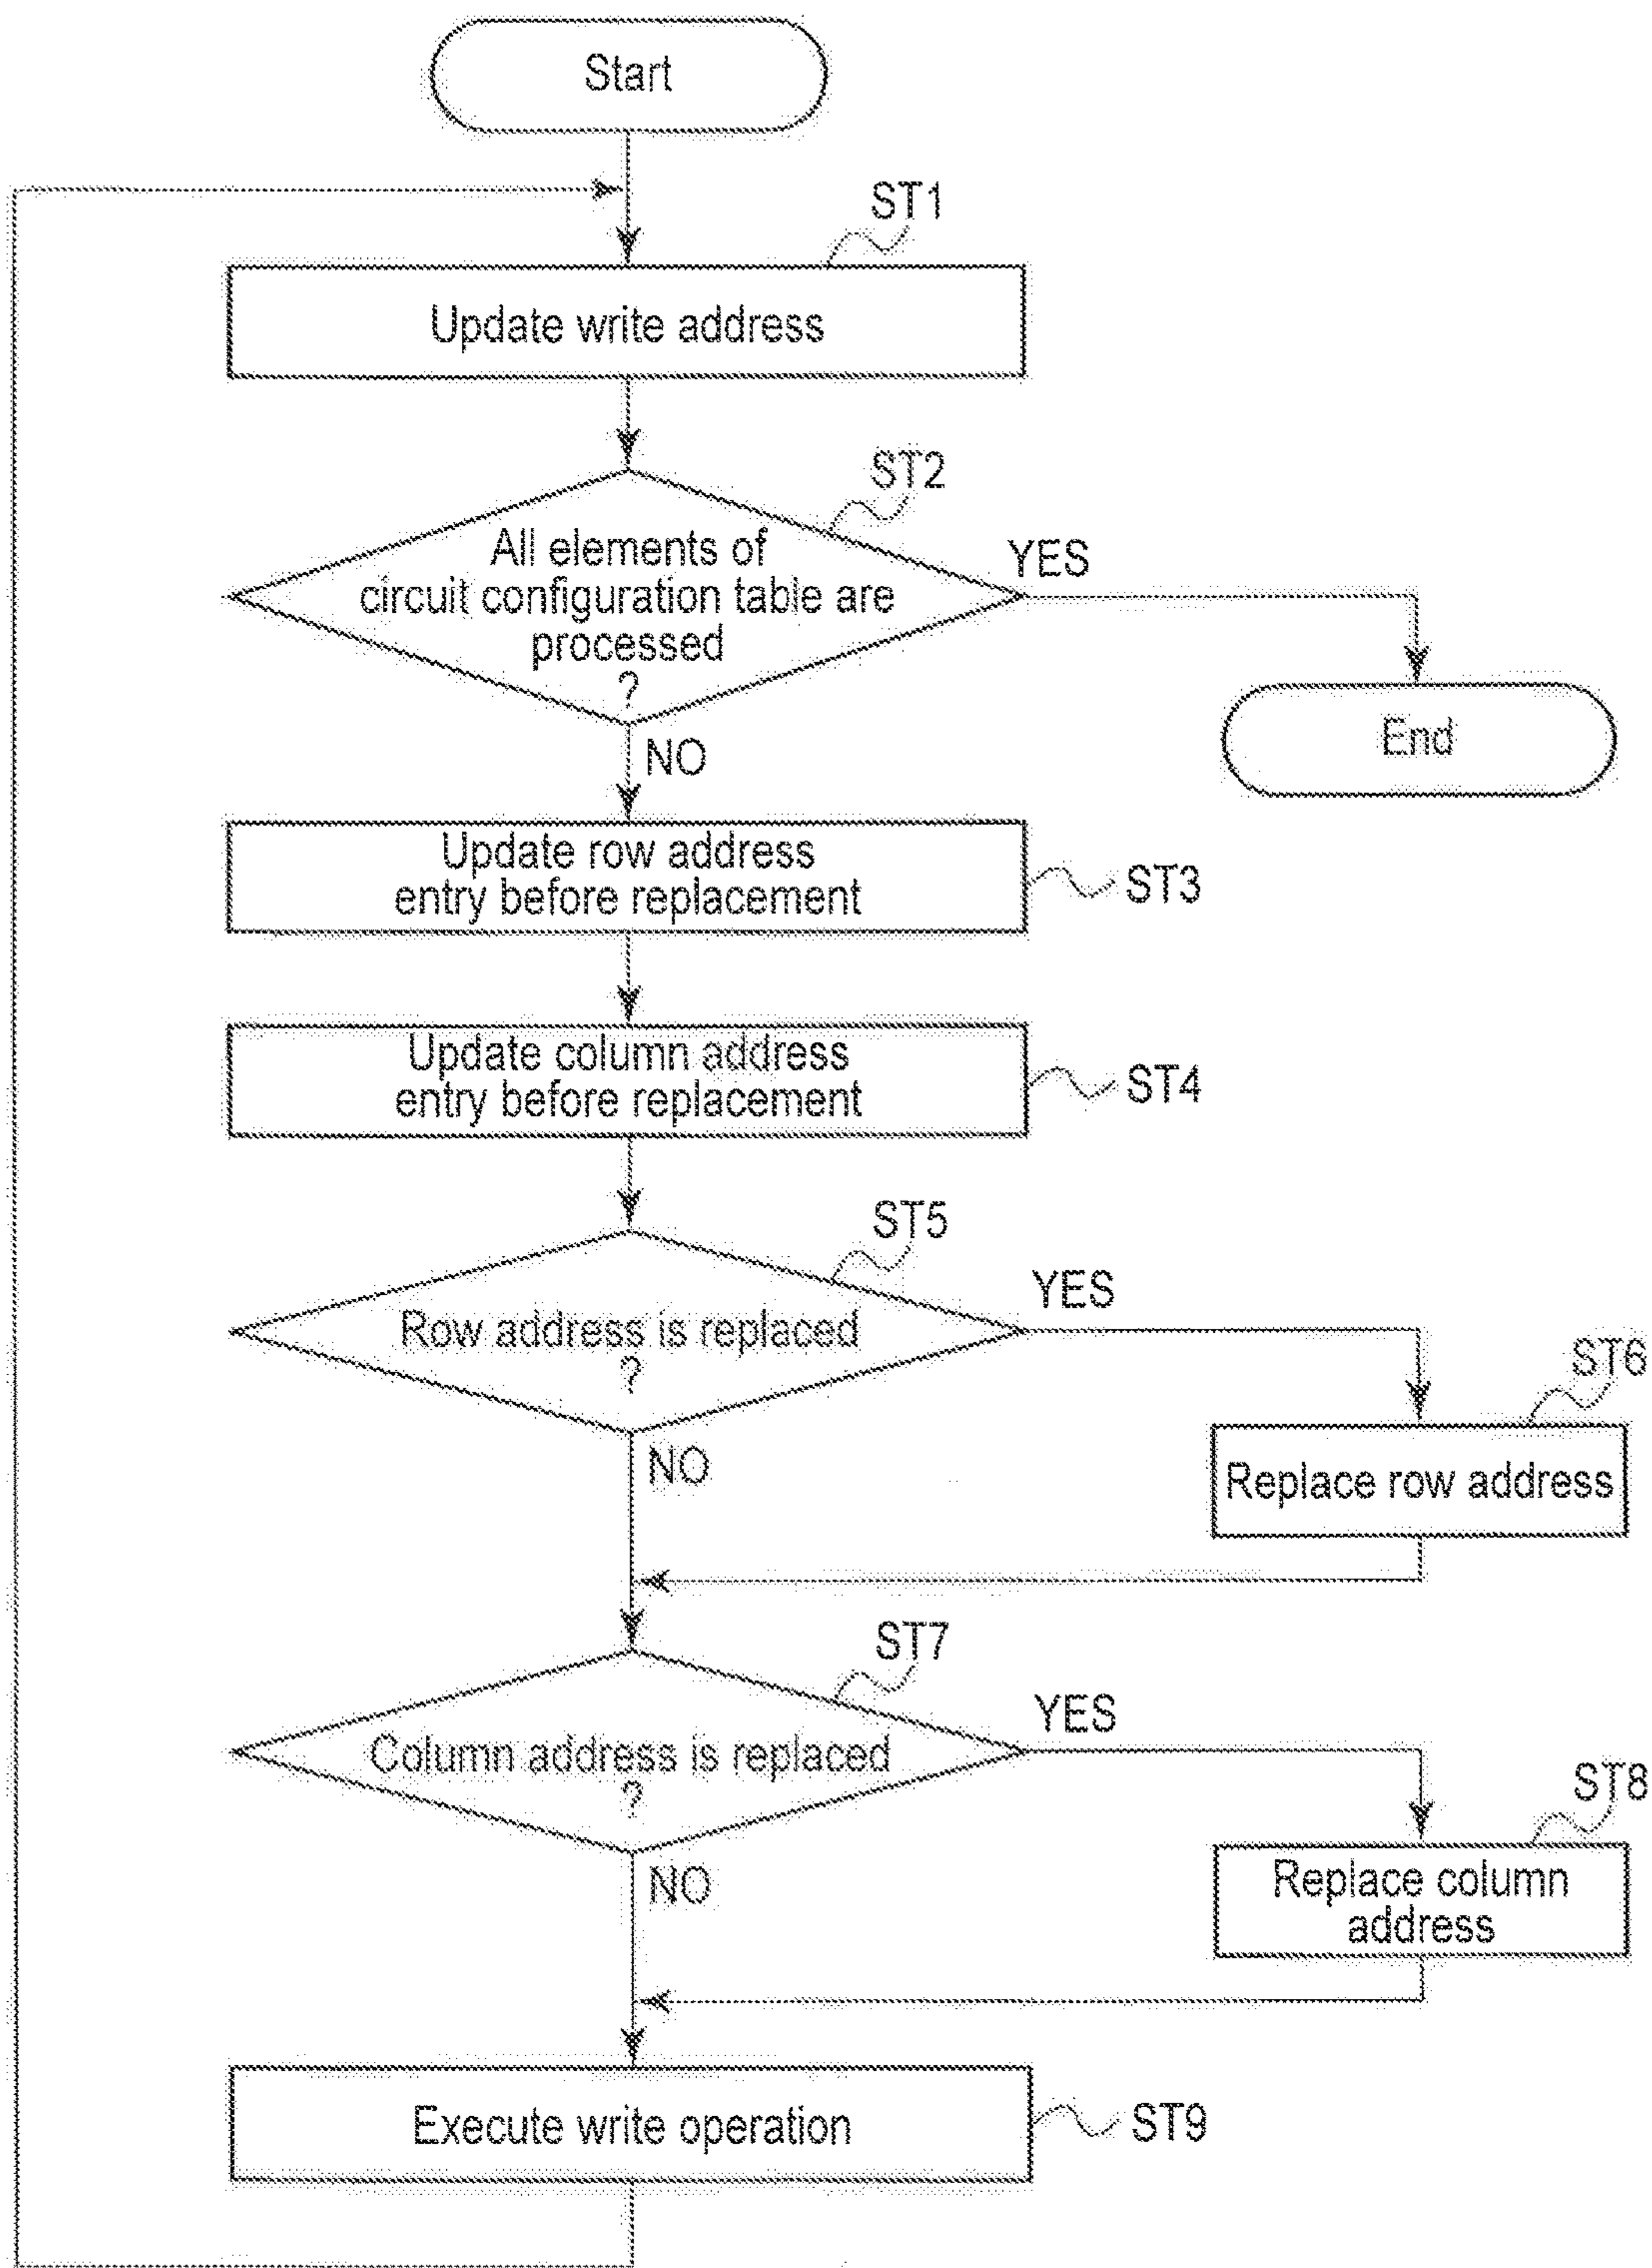 Start
ST1
Update write address
ST2
All elements of
circuit configuration table are
processed
?
YES
End
NO
Update row address
entry before replacement
ST3
Update column address
entry before replacement
ST4
ST5
Row address is replaced
?
YES
ST6
Replace row address
NO
ST7
Column address is replaced
?
YES
ST8
Replace column
address
NO
Execute write operation
ST9